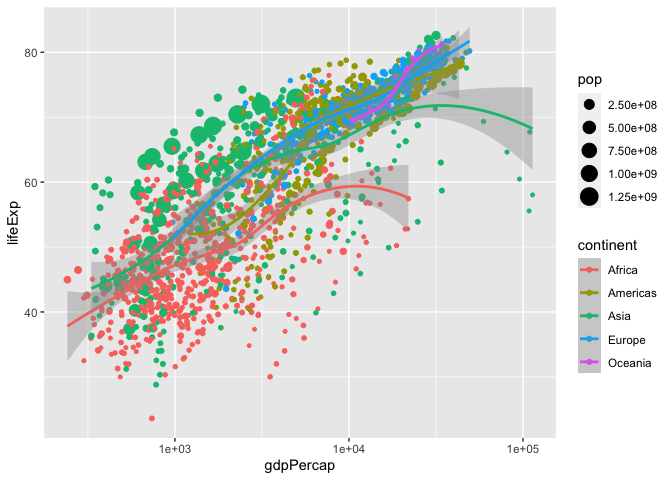 80
60
40
lifeExp
1e+03
1e+04
1e+05
gdpPercap
pop
2.50e+08
5.00e+08
7.50e+08
1.00e+09
1.25e+09
continent
Africa
Americas
Asia
Europe
Oceania